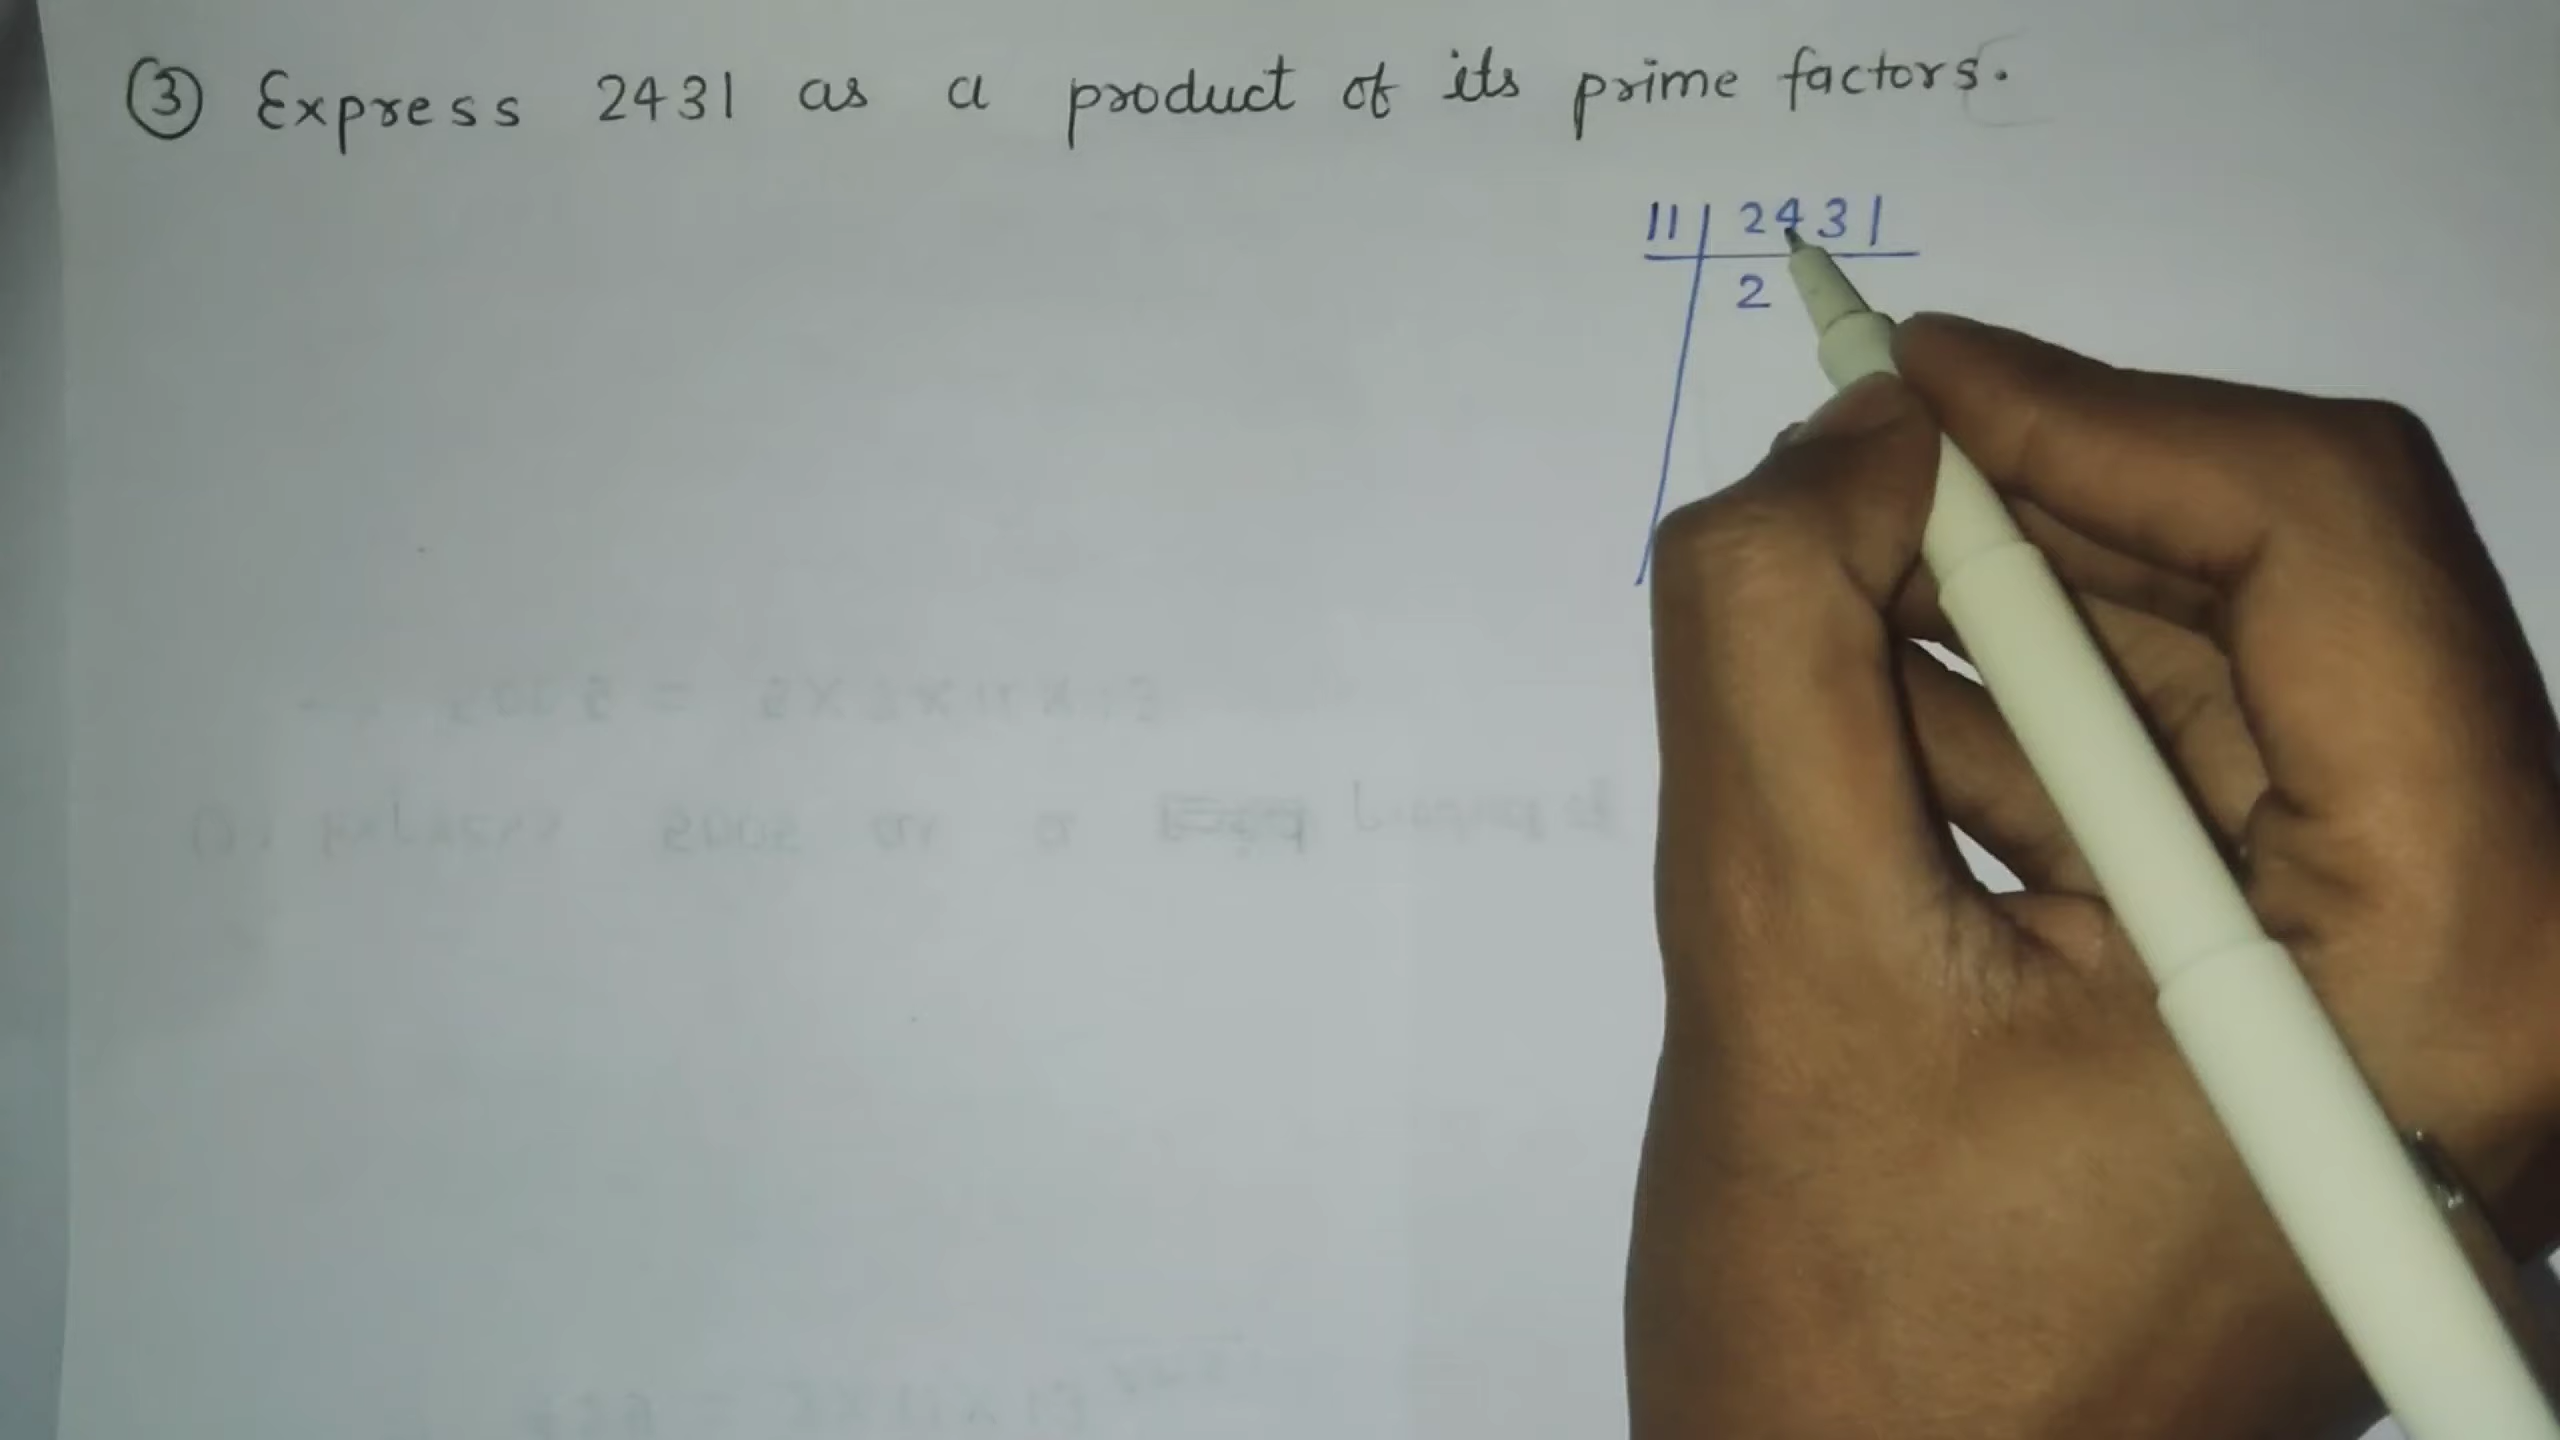 ③ Express 2431 as a product of its prime factors.
11 | 2431
2